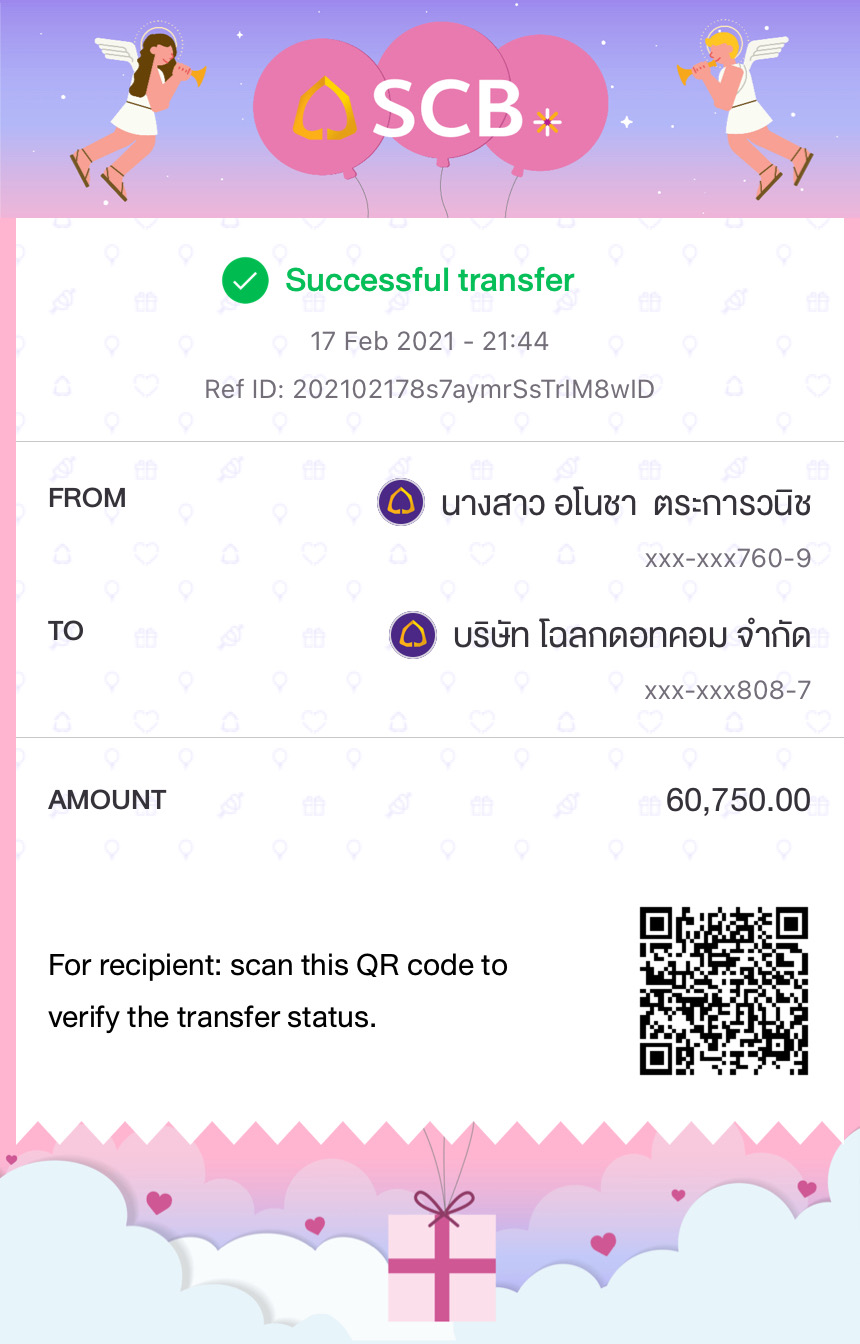 SCB
Successful transfer
17 Feb 2021 - 21:44
Ref ID: 202102178s7aymrSsTrIM8wID
FROM
นางสาว อโนชา ตระการวนิช
xxx-xxx760-9
TO
บริษัท โฉลกดอทคอม จำกัด
xxx-xxx808-7
AMOUNT
60,750.00
For recipient: scan this QR code to
verify the transfer status.